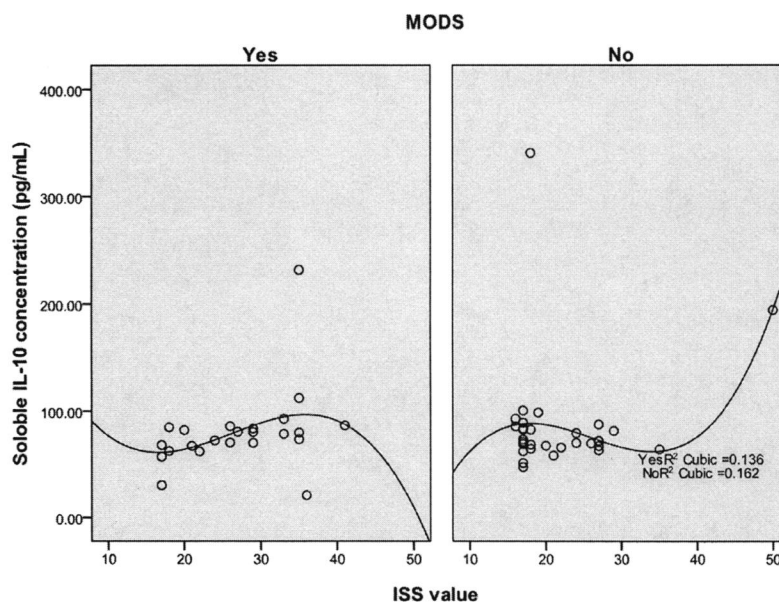 MODS
Yes
No
Soloble IL-10 concentration (pg/mL)
400.00
300.00
200.00
100.00
0.00
YesR² Cubic =0.136
NoR² Cubic =0.162
10
20
30
40
50
10
20
30
40
50
ISS value